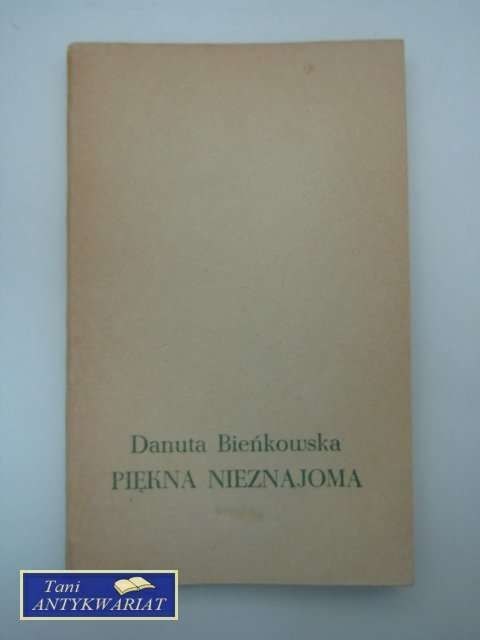 Danuta Bieńkowska
PIĘKNA NIEZNAJOMA
Tani
ANTYKWARIAT